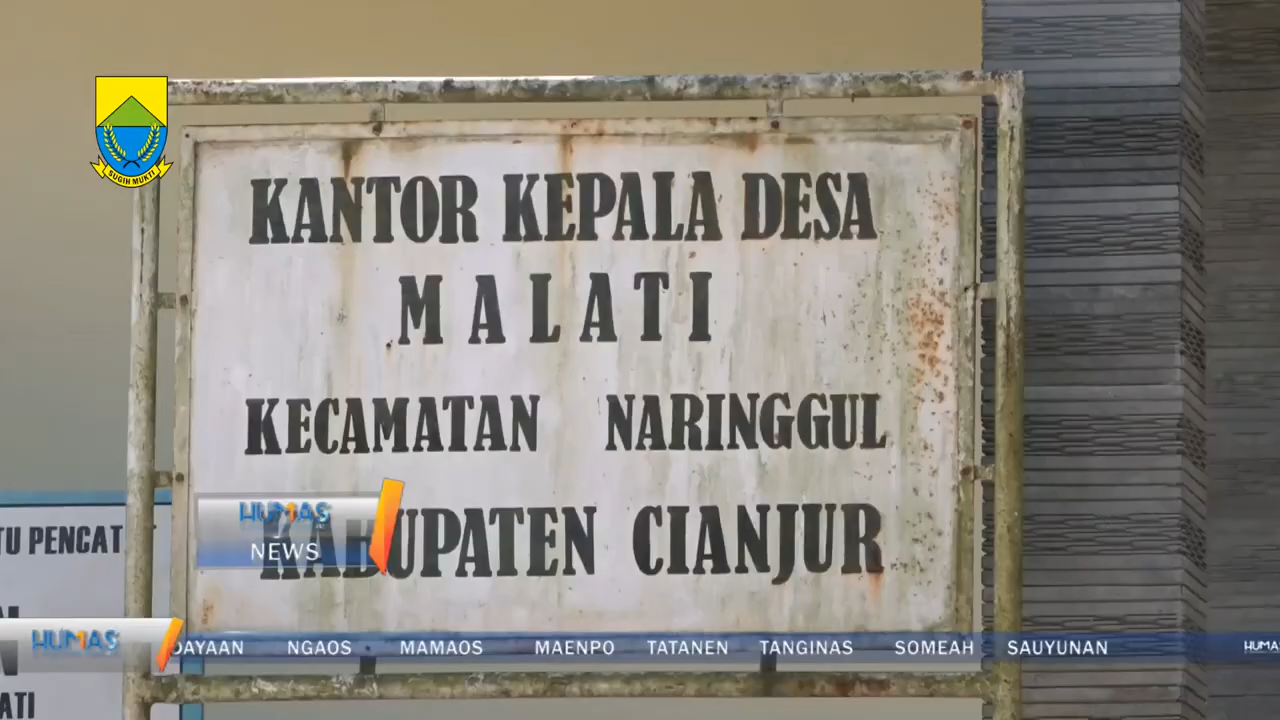 SUGIH MUKTI
KANTOR KEPALA DESA
MALATI
KECAMATAN NARINGGUL
KABUPATEN CIANJUR
HUMAS
NEWS
TU PENCAT
HUMAS
DAYAAN NGAOS MAMAOS MAENPO TATANEN TANGINAS SOMEAH SAUYUNAN HUMAS
ATI